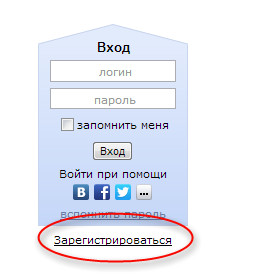 Вход
логин
пароль
запомнить меня
Вход
Войти при помощи
вспомнить пароль
Зарегистрироваться